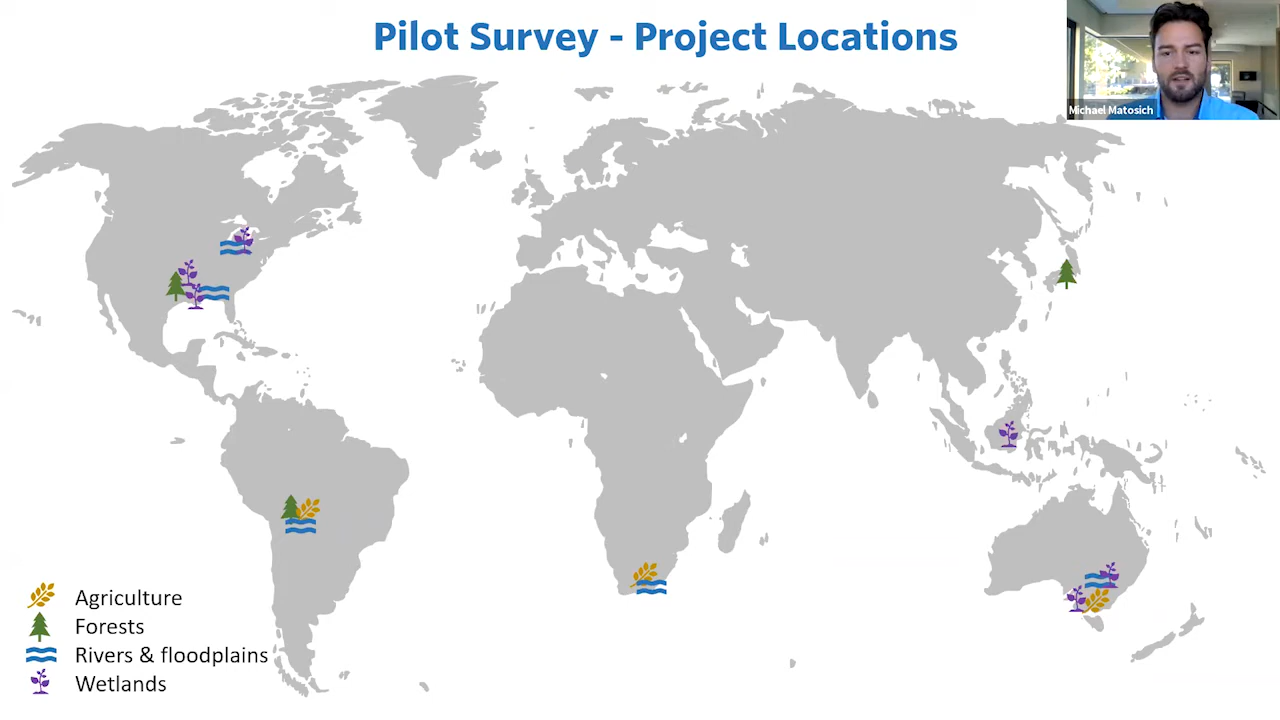 Pilot Survey - Project Locations
Michael Matosich
Agriculture
Forests
Rivers & floodplains
Wetlands